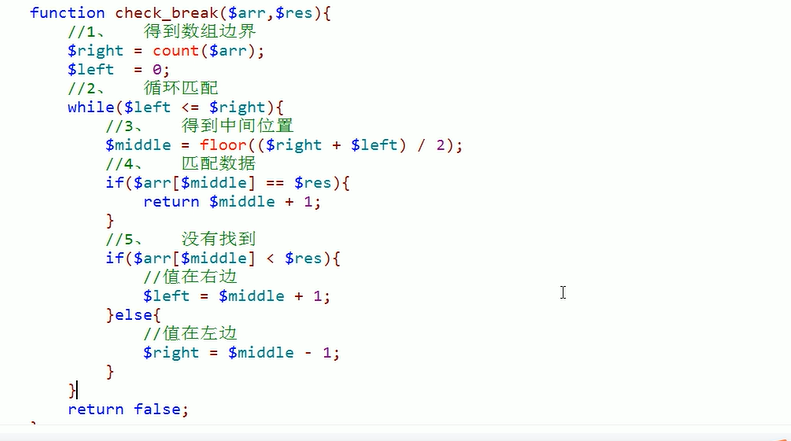 function check_break($arr,$res){
    //1、   得到数组边界
    $right = count($arr);
    $left  = 0;
    //2、   循环匹配
    while($left <= $right){
        //3、   得到中间位置
        $middle = floor(($right + $left) / 2);
        //4、   匹配数据
        if($arr[$middle] == $res){
            return $middle + 1;
        }
        //5、   没有找到
        if($arr[$middle] < $res){
            //值在右边
            $left = $middle + 1;
        }else{
            //值在左边
            $right = $middle - 1;
        }
    }
    return false;